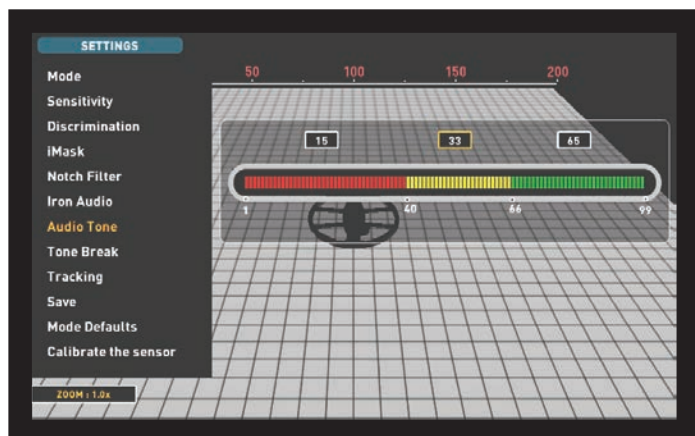 SETTINGS
Mode
Sensitivity
Discrimination
iMask
Notch Filter
Iron Audio
Audio Tone
Tone Break
Tracking
Save
Mode Defaults
Calibrate the sensor
ZOOM : 1.0x
50 100 150 200
15 33 65
1 40 66 99